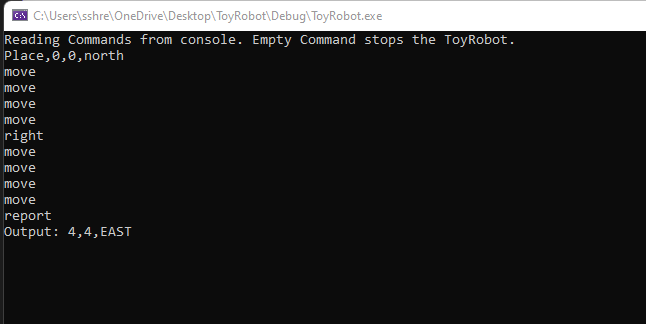 C:\Users\sshre\OneDrive\Desktop\ToyRobot\Debug\ToyRobot.exe
Reading Commands from console. Empty Command stops the ToyRobot.
Place,0,0,north
move
move
move
move
right
move
move
move
move
report
Output: 4,4,EAST